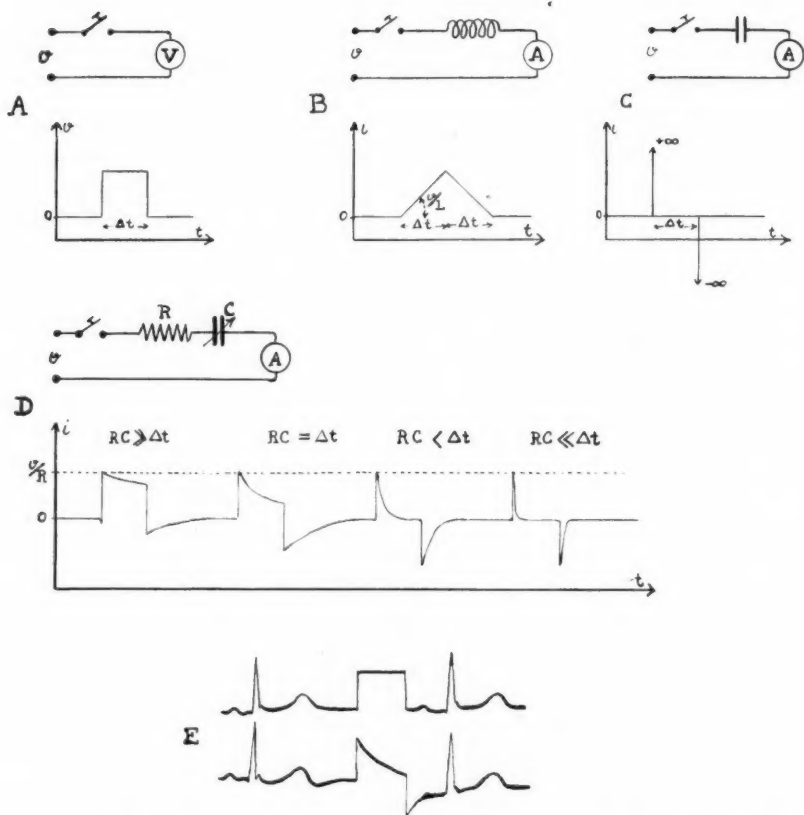 v V
v A
v A
A B C
v i i
+∞
0 0 v/L 0
Δt Δt Δt Δt
t t t
-∞
R C
v A
D
i RC ≫ Δt RC = Δt RC < Δt RC ≪ Δt
v/R
0
t
E